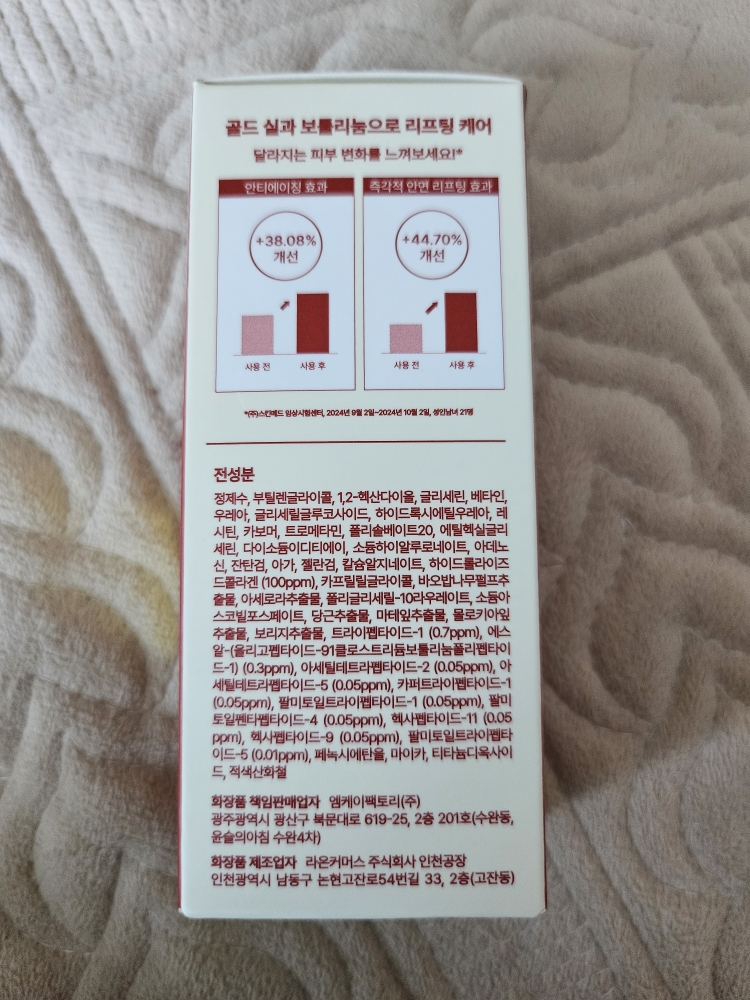 골드 실과 보툴리눔으로 리프팅 케어
달라지는 피부 변화를 느껴보세요!*
안티에이징 효과
+38.08%
개선
사용 전 사용 후
즉각적 안면 리프팅 효과
+44.70%
개선
사용 전 사용 후
*(주)스킨메드 임상시험센터, 2024년 9월 2일~2024년 10월 2일, 성인남녀 21명
전성분
정제수, 부틸렌글라이콜, 1,2-헥산다이올, 글리세린, 베타인,
우레아, 글리세릴글루코사이드, 하이드록시에틸우레아, 레
시틴, 카보머, 트로메타민, 폴리솔베이트20, 에틸헥실글리
세린, 다이소듐이디티에이, 소듐하이알루로네이트, 아데노
신, 잔탄검, 아가, 젤란검, 칼슘알지네이트, 하이드롤라이즈
드콜라겐 (100ppm), 카프릴릴글라이콜, 바오밥나무펄프추
출물, 아세로라추출물, 폴리글리세릴-10라우레이트, 소듐아
스코빌포스페이트, 당근추출물, 마테잎추출물, 몰로키아잎
추출물, 보리지추출물, 트라이펩타이드-1 (0.7ppm), 에스
알-(올리고펩타이드-91클로스트리듐보툴리눔폴리펩타이
드-1) (0.3ppm), 아세틸테트라펩타이드-2 (0.05ppm), 아
세틸테트라펩타이드-5 (0.05ppm), 카퍼트라이펩타이드-1
(0.05ppm), 팔미토일트라이펩타이드-1 (0.05ppm), 팔미
토일펜타펩타이드-4 (0.05ppm), 헥사펩타이드-11 (0.05
ppm), 헥사펩타이드-9 (0.05ppm), 팔미토일트라이펩타
이드-5 (0.01ppm), 페녹시에탄올, 마이카, 티타늄디옥사이
드, 적색산화철
화장품 책임판매업자 엠케이팩토리(주)
광주광역시 광산구 북문대로 619-25, 2층 201호(수완동,
윤슬의아침 수완4차)
화장품 제조업자 라온커머스 주식회사 인천공장
인천광역시 남동구 논현고잔로54번길 33, 2층(고잔동)